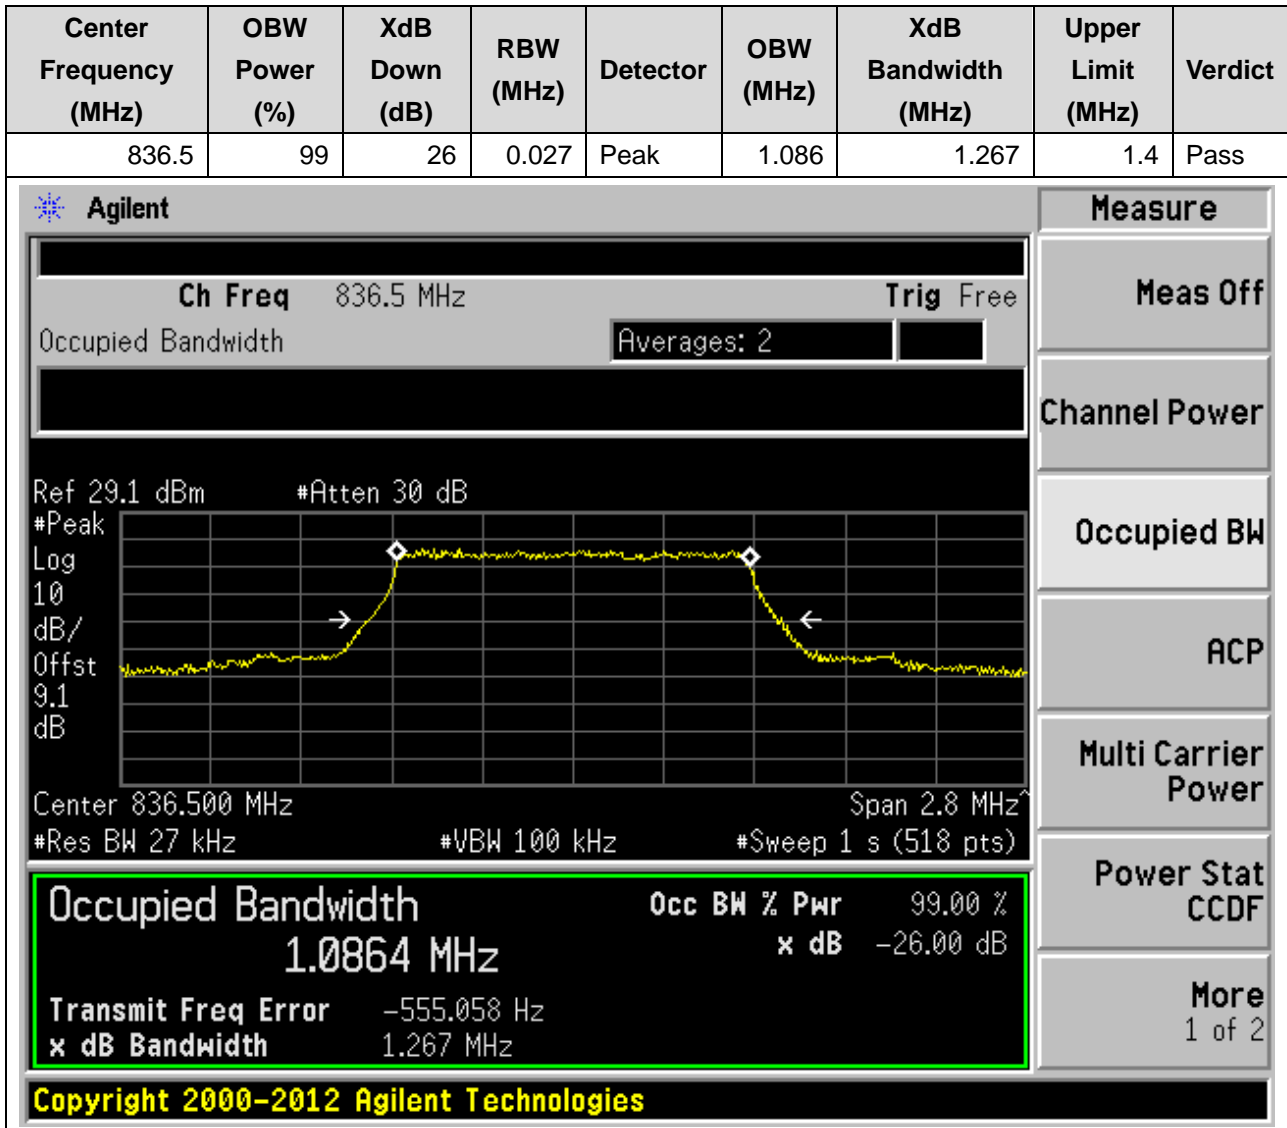 Center Frequency (MHz) OBW Power (%) XdB Down (dB) RBW (MHz) Detector OBW (MHz) XdB Bandwidth (MHz) Upper Limit (MHz) Verdict
836.5 99 26 0.027 Peak 1.086 1.267 1.4 Pass
Agilent Measure
Ch Freq 836.5 MHz Trig Free
Meas Off
Occupied Bandwidth Averages: 2
Channel Power
Ref 29.1 dBm #Atten 30 dB
#Peak
Log
10
dB/
Offst
9.1
dB
Occupied BW
ACP
Multi Carrier
Power
Center 836.500 MHz Span 2.8 MHz^
#Res BW 27 kHz #VBW 100 kHz #Sweep 1 s (518 pts)
Power Stat
CCDF
Occupied Bandwidth Occ BW % Pwr 99.00 %
1.0864 MHz x dB -26.00 dB
Transmit Freq Error -555.058 Hz
x dB Bandwidth 1.267 MHz
More
1 of 2
Copyright 2000-2012 Agilent Technologies